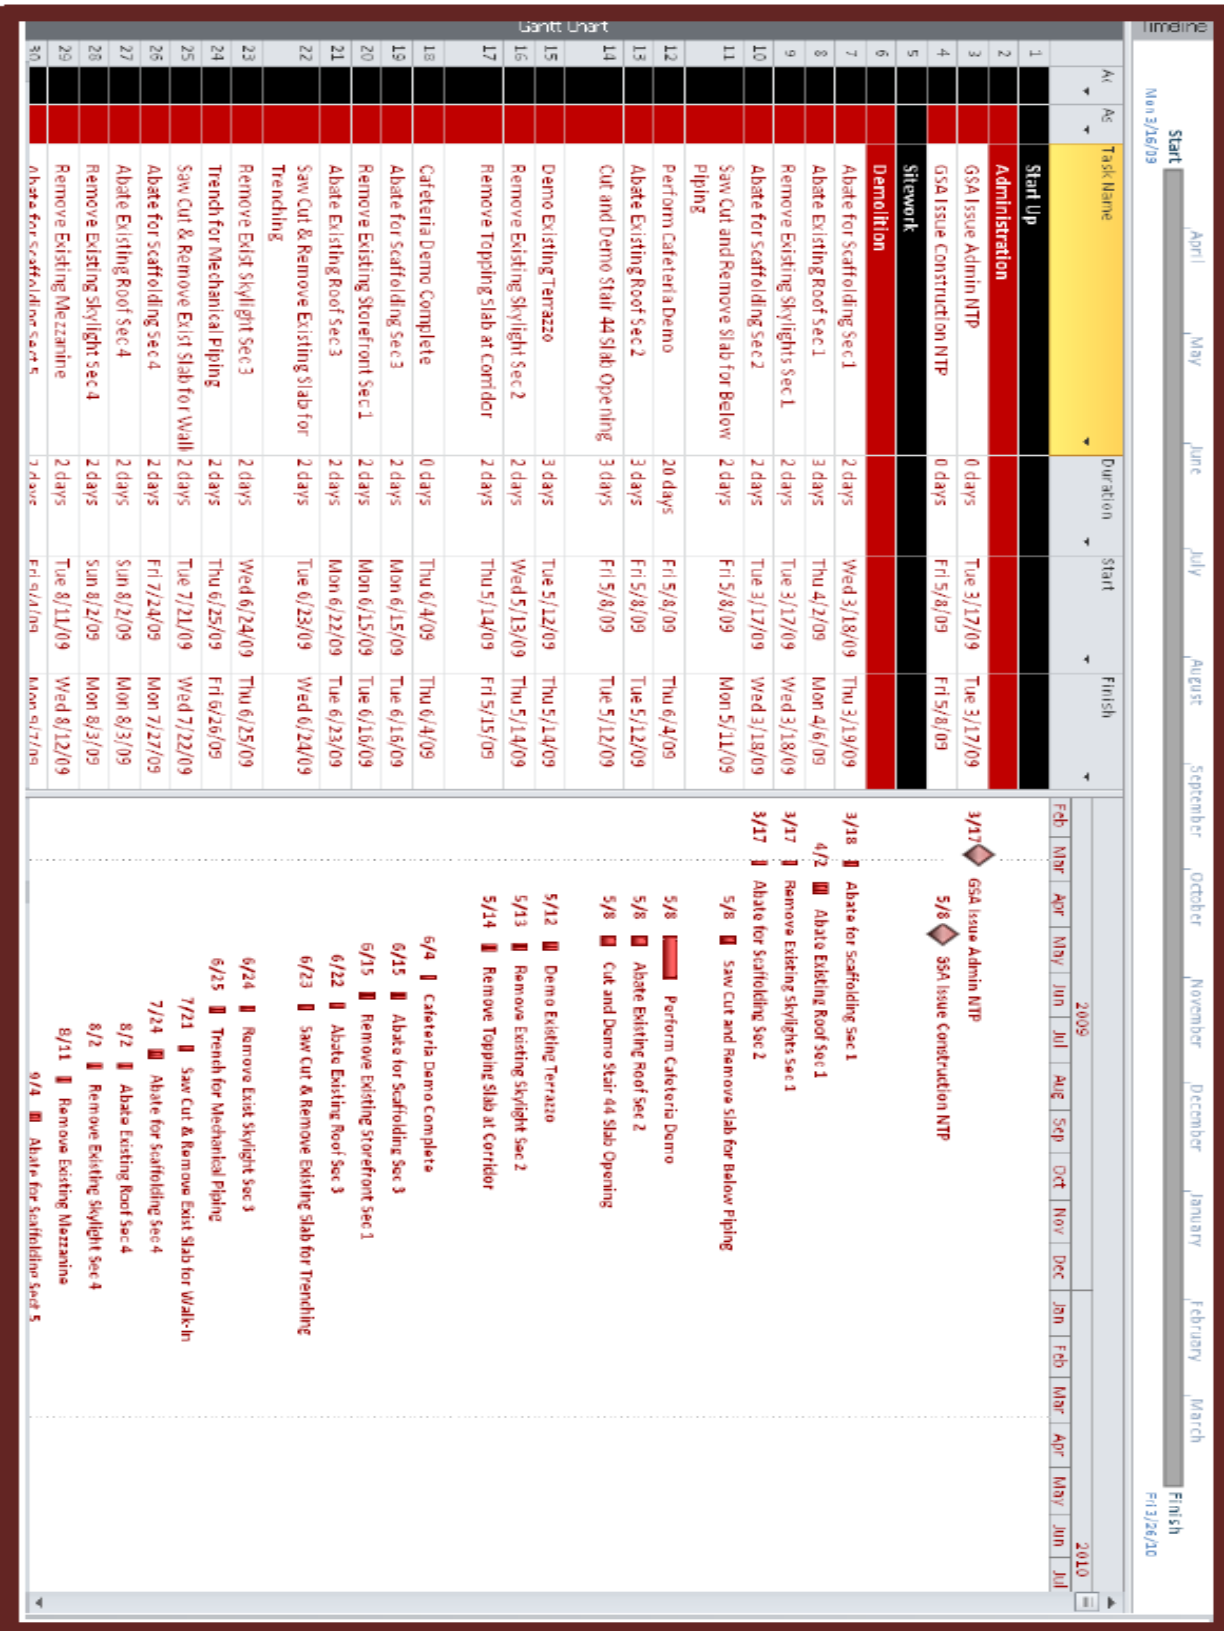 Timeline
April May June July August September October November December January February March
Start
Mon 3/16/09
Finish
Fri 3/26/10
Gantt Chart
Task Name Duration Start Finish
1 Start Up
2 Administration
3 GSA Issue Admin NTP 0 days Tue 3/17/09 Tue 3/17/09
4 GSA Issue Construction NTP 0 days Fri 5/8/09 Fri 5/8/09
5 Sitework
6 Demolition
7 Abate for Scaffolding Sec 1 2 days Wed 3/18/09 Thu 3/19/09
8 Abate Existing Roof Sec 1 3 days Thu 4/2/09 Mon 4/6/09
9 Remove Existing Skylights Sec 1 2 days Tue 3/17/09 Wed 3/18/09
10 Abate for Scaffolding Sec 2 2 days Tue 3/17/09 Wed 3/18/09
11 Saw Cut and Remove Slab for Below 2 days Fri 5/8/09 Mon 5/11/09
Piping
12 Perform Cafeteria Demo 20 days Fri 5/8/09 Thu 6/4/09
13 Abate Existing Roof Sec 2 3 days Fri 5/8/09 Tue 5/12/09
14 Cut and Demo Stair 44 Slab Opening 3 days Fri 5/8/09 Tue 5/12/09
15 Demo Existing Terrazzo 3 days Tue 5/12/09 Thu 5/14/09
16 Remove Existing Skylight Sec 2 2 days Wed 5/13/09 Thu 5/14/09
17 Remove Topping Slab at Corridor 2 days Thu 5/14/09 Fri 5/15/09
18 Cafeteria Demo Complete 0 days Thu 6/4/09 Thu 6/4/09
19 Abate for Scaffolding Sec 3 2 days Mon 6/15/09 Tue 6/16/09
20 Remove Existing Storefront Sec 1 2 days Mon 6/15/09 Tue 6/16/09
21 Abate Existing Roof Sec 3 2 days Mon 6/22/09 Tue 6/23/09
22 Saw Cut & Remove Existing Slab for 2 days Tue 6/23/09 Wed 6/24/09
Trenching
23 Remove Exist Skylight Sec 3 2 days Wed 6/24/09 Thu 6/25/09
24 Trench for Mechanical Piping 2 days Thu 6/25/09 Fri 6/26/09
25 Saw Cut & Remove Exist Slab for Walk 2 days Tue 7/21/09 Wed 7/22/09
26 Abate for Scaffolding Sec 4 2 days Fri 7/24/09 Mon 7/27/09
27 Abate Existing Roof Sec 4 2 days Sun 8/2/09 Mon 8/3/09
28 Remove Existing Skylight Sec 4 2 days Sun 8/2/09 Mon 8/3/09
29 Remove Existing Mezzanine 2 days Tue 8/11/09 Wed 8/12/09
30 Abate for Scaffolding Sect 5 2 days Fri 9/4/09 Mon 9/7/09
2009 2010
Feb Mar Apr May Jun Jul Aug Sep Oct Nov Dec Jan Feb Mar Apr May Jun Jul
3/17 GSA Issue Admin NTP
5/8 GSA Issue Construction NTP
3/18 Abate for Scaffolding Sec 1
4/2 Abate Existing Roof Sec 1
3/17 Remove Existing Skylights Sec 1
3/17 Abate for Scaffolding Sec 2
5/8 Saw Cut and Remove Slab for Below Piping
5/8 Perform Cafeteria Demo
5/8 Abate Existing Roof Sec 2
5/8 Cut and Demo Stair 44 Slab Opening
5/12 Demo Existing Terrazzo
5/13 Remove Existing Skylight Sec 2
5/14 Remove Topping Slab at Corridor
6/4 Cafeteria Demo Complete
6/15 Abate for Scaffolding Sec 3
6/15 Remove Existing Storefront Sec 1
6/22 Abate Existing Roof Sec 3
6/23 Saw Cut & Remove Existing Slab for Trenching
6/24 Remove Exist Skylight Sec 3
6/25 Trench for Mechanical Piping
7/21 Saw Cut & Remove Exist Slab for Walk-In
7/24 Abate for Scaffolding Sec 4
8/2 Abate Existing Roof Sec 4
8/2 Remove Existing Skylight Sec 4
8/11 Remove Existing Mezzanine
9/4 Abate for Scaffolding Sect 5